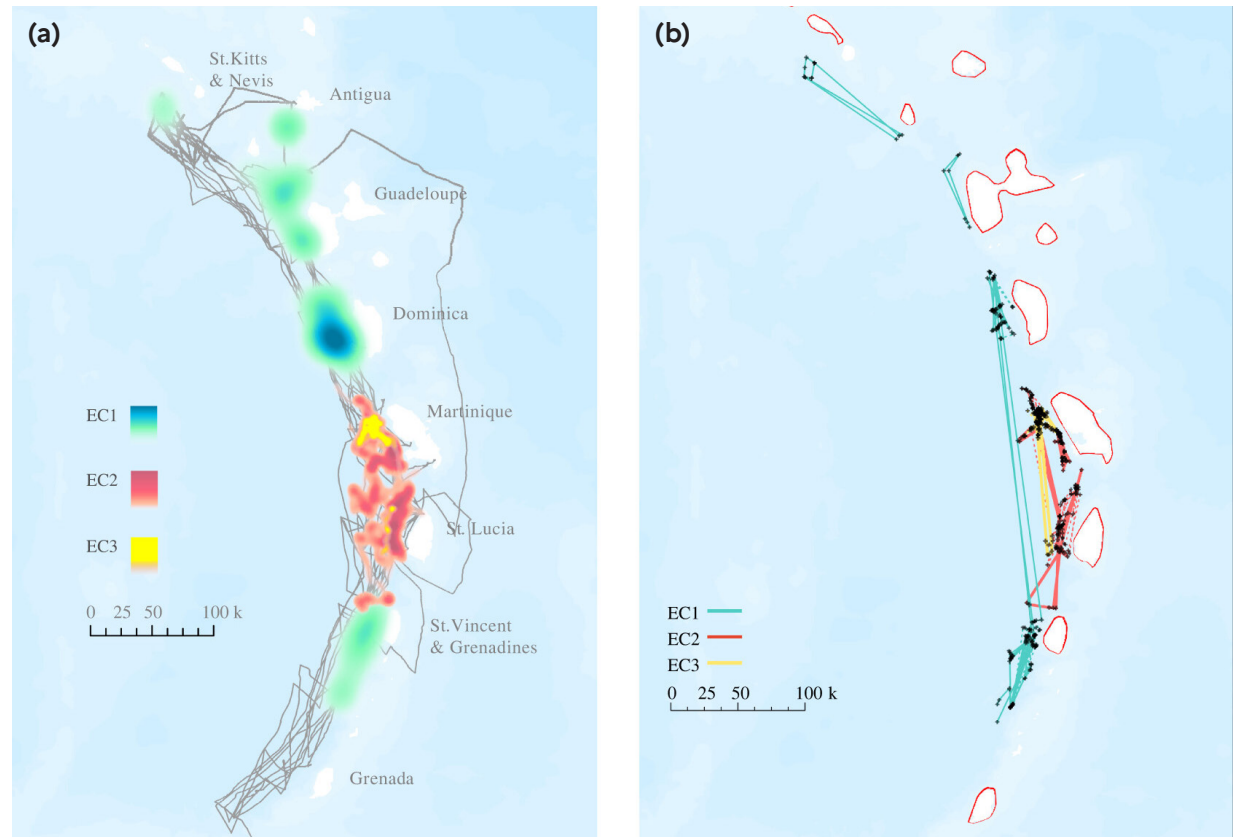 (a)
St.Kitts
& Nevis
Antigua
Guadeloupe
Dominica
Martinique
St. Lucia
St.Vincent
& Grenadines
Grenada
EC1
EC2
EC3
0 25 50 100 k
(b)
EC1
EC2
EC3
0 25 50 100 k